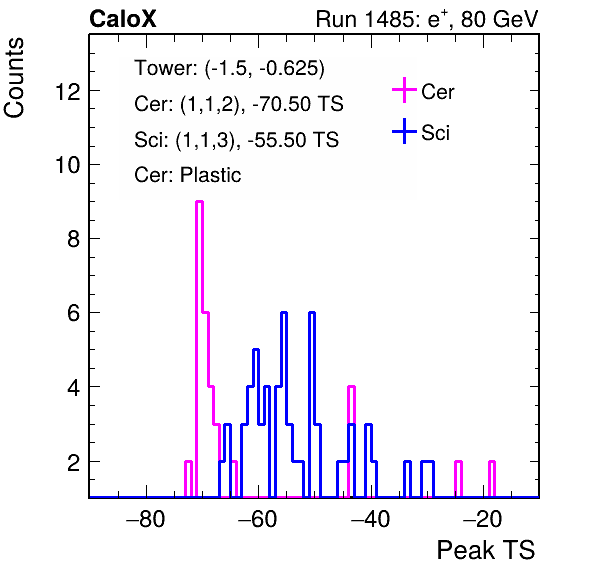 CaloX Run 1485: e⁺, 80 GeV
Counts
Tower: (-1.5, -0.625)
Cer: (1,1,2), -70.50 TS
Sci: (1,1,3), -55.50 TS
Cer: Plastic
Cer
Sci
12
10
8
6
4
2
−80 −60 −40 −20
Peak TS